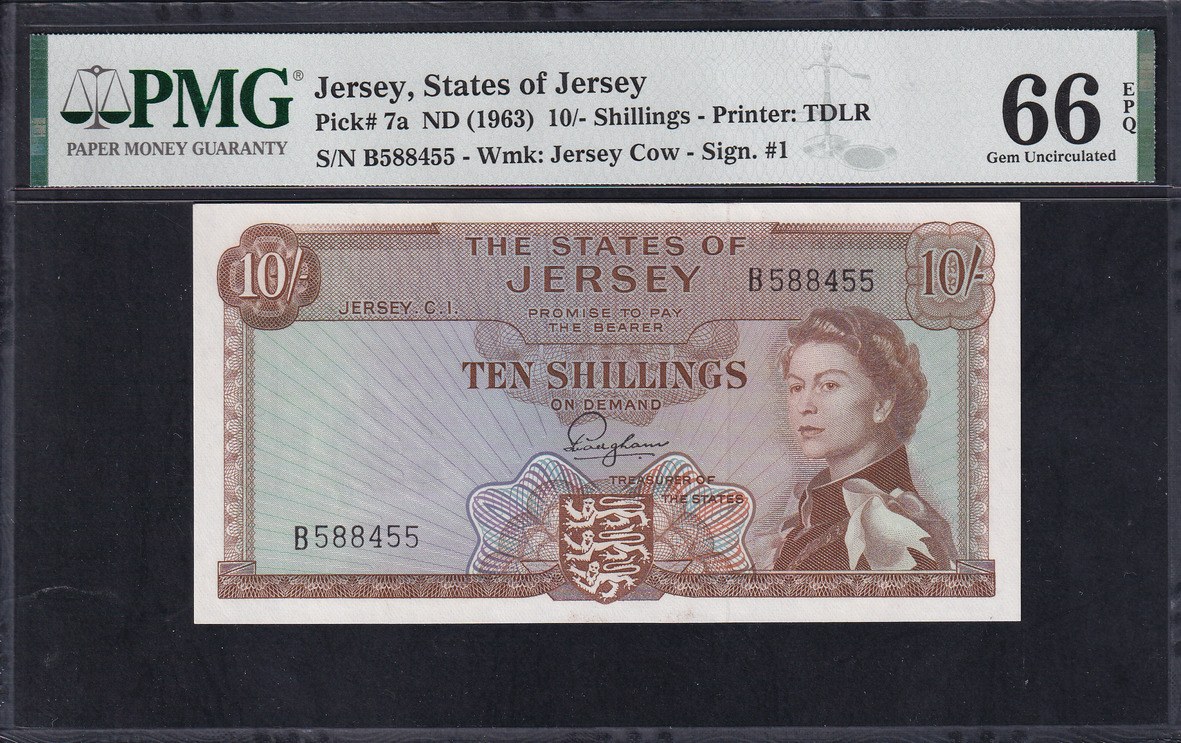 PMG®
PAPER MONEY GUARANTY
Jersey, States of Jersey
Pick# 7a ND (1963) 10/- Shillings - Printer: TDLR
S/N B588455 - Wmk: Jersey Cow - Sign. #1
66
EPQ
Gem Uncirculated
THE STATES OF
JERSEY
10/-
B588455
10/-
JERSEY. C.I.
PROMISE TO PAY
THE BEARER
TEN SHILLINGS
ON DEMAND
TREASURER OF
THE STATES
B588455